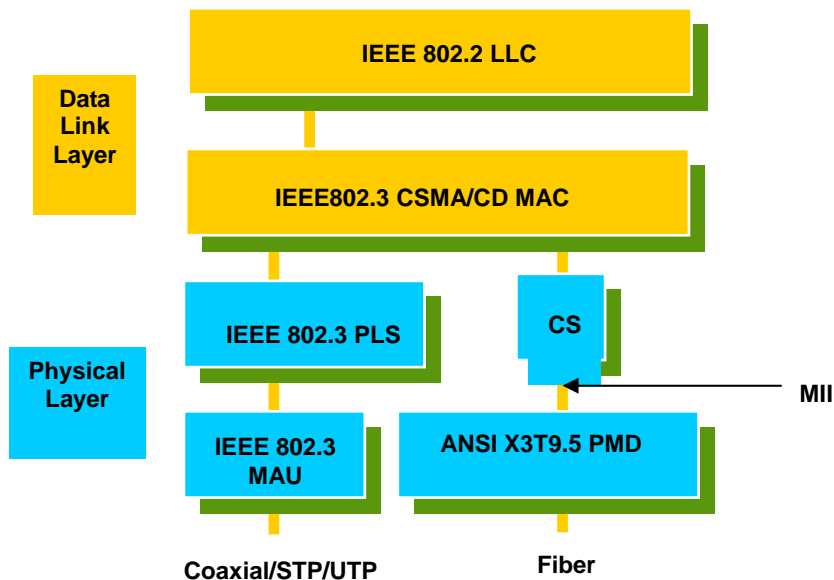 IEEE 802.2 LLC
Data
Link
Layer
IEEE802.3 CSMA/CD MAC
IEEE 802.3 PLS
CS
Physical
Layer
MII
IEEE 802.3
MAU
ANSI X3T9.5 PMD
Coaxial/STP/UTP
Fiber